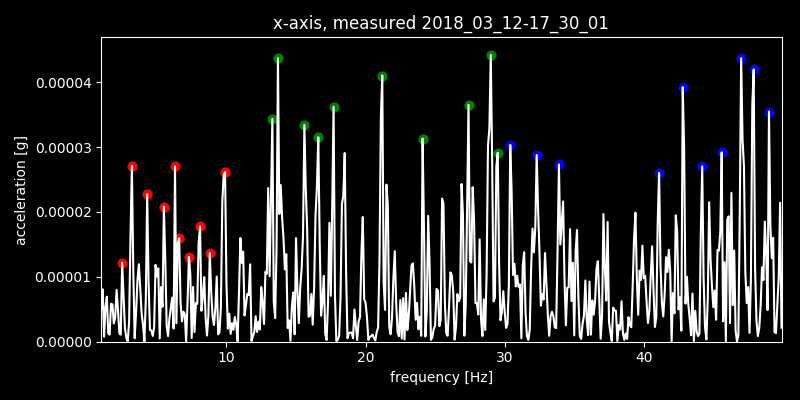 x-axis, measured 2018_03_12-17_30_01
0.00004
0.00003
0.00002
0.00001
0.00000
acceleration [g]
10 20 30 40
frequency [Hz]